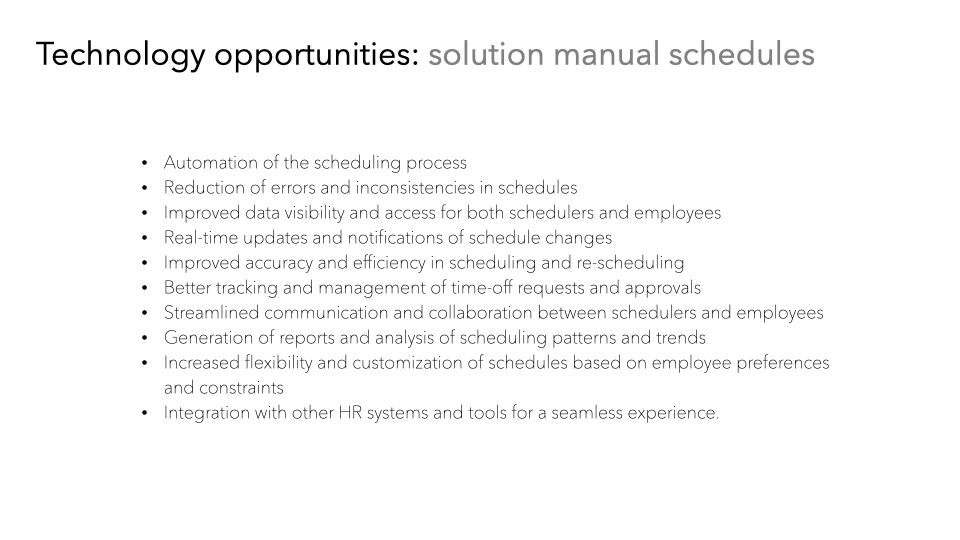 Technology opportunities: solution manual schedules
• Automation of the scheduling process
• Reduction of errors and inconsistencies in schedules
• Improved data visibility and access for both schedulers and employees
• Real-time updates and notifications of schedule changes
• Improved accuracy and efficiency in scheduling and re-scheduling
• Better tracking and management of time-off requests and approvals
• Streamlined communication and collaboration between schedulers and employees
• Generation of reports and analysis of scheduling patterns and trends
• Increased flexibility and customization of schedules based on employee preferences
and constraints
• Integration with other HR systems and tools for a seamless experience.